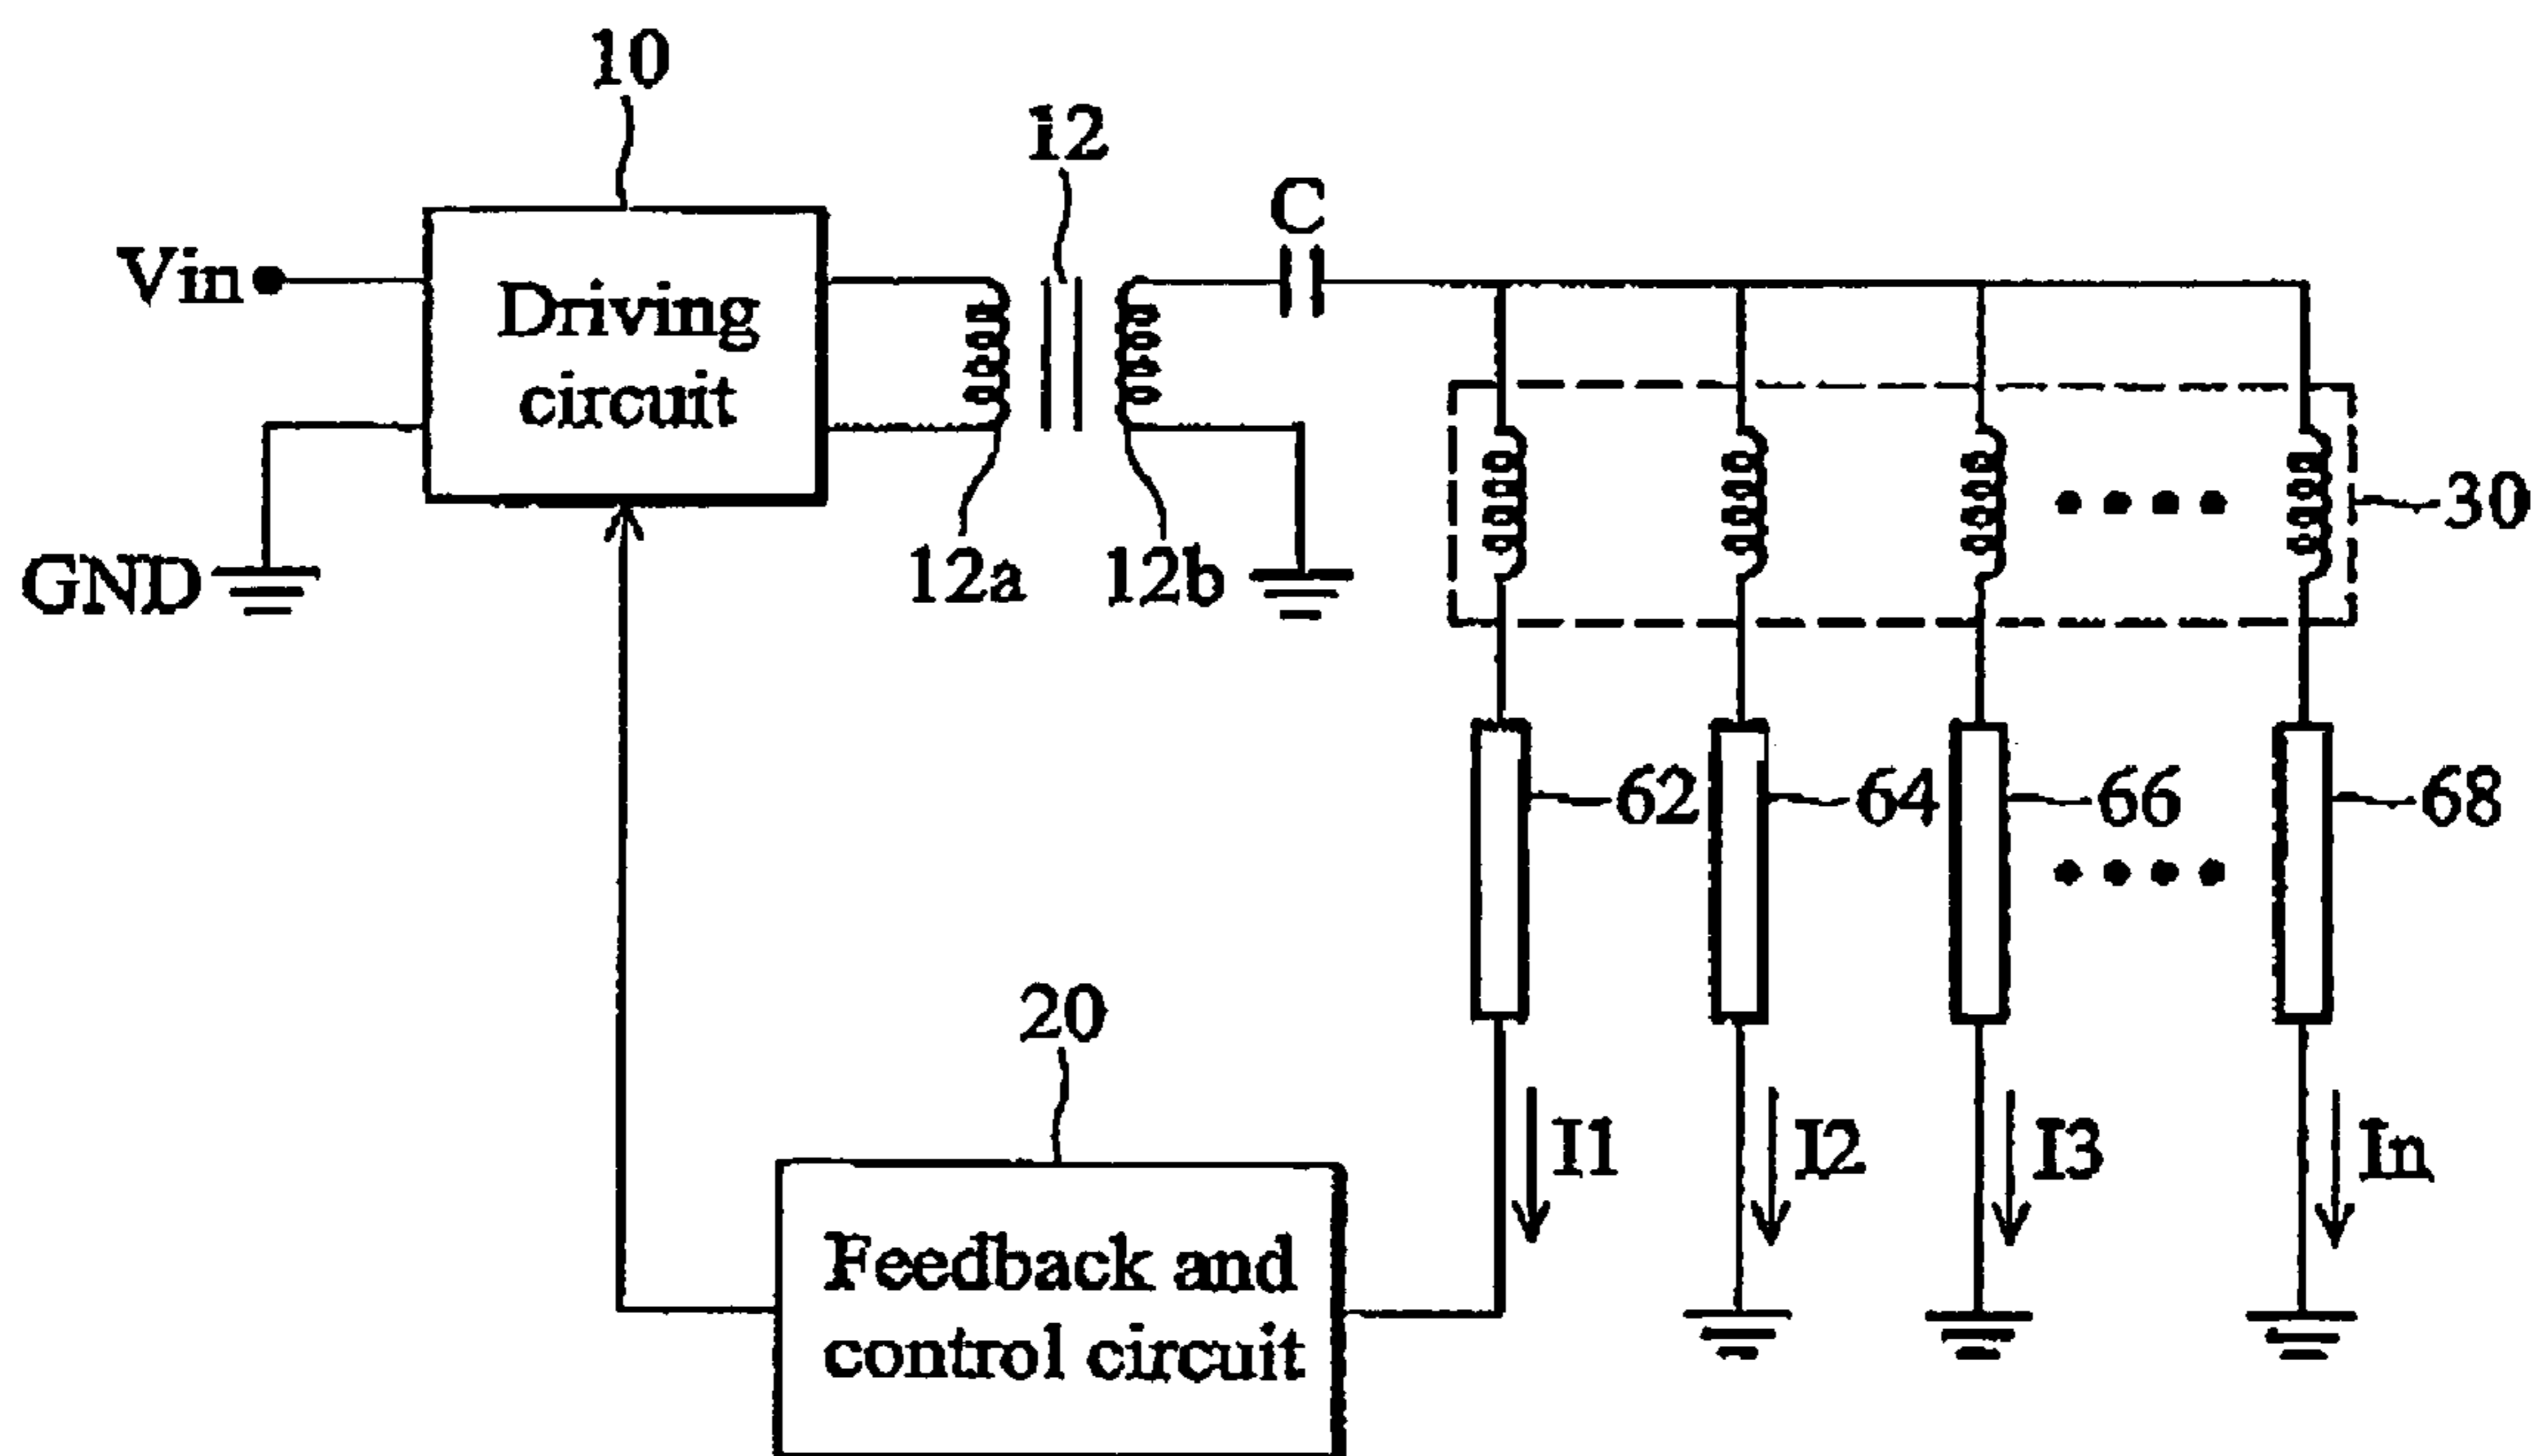 10
12
C
Vin
Driving
circuit
GND
12a
12b
30
62
64
66
68
20
I1
I2
I3
In
Feedback and
control circuit